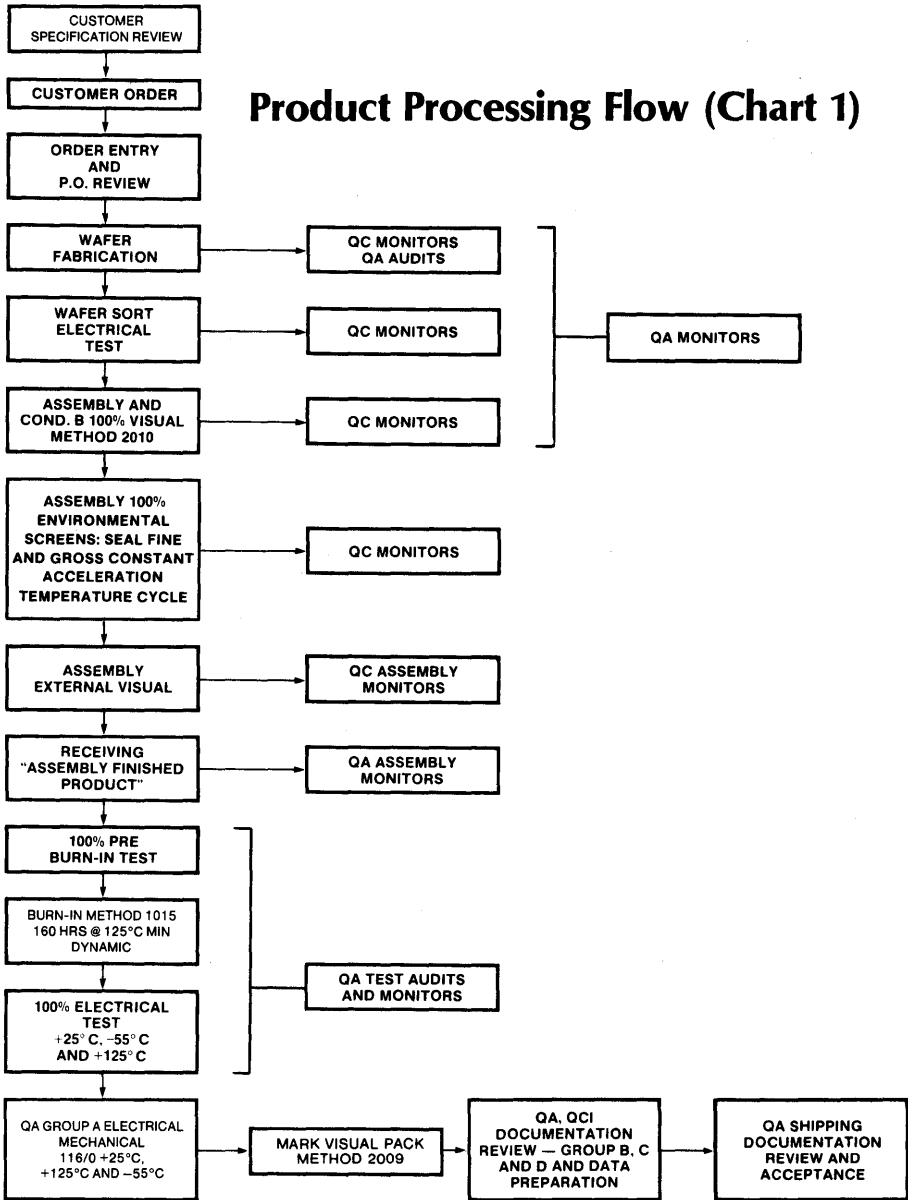 CUSTOMER
SPECIFICATION REVIEW
CUSTOMER ORDER
Product Processing Flow (Chart 1)
ORDER ENTRY
AND
P.O. REVIEW
WAFER
FABRICATION
QC MONITORS
QA AUDITS
WAFER SORT
ELECTRICAL
TEST
QC MONITORS
QA MONITORS
ASSEMBLY AND
COND. B 100% VISUAL
METHOD 2010
QC MONITORS
ASSEMBLY 100%
ENVIRONMENTAL
SCREENS: SEAL FINE
AND GROSS CONSTANT
ACCELERATION
TEMPERATURE CYCLE
QC MONITORS
ASSEMBLY
EXTERNAL VISUAL
QC ASSEMBLY
MONITORS
RECEIVING
“ASSEMBLY FINISHED
PRODUCT”
QA ASSEMBLY
MONITORS
100% PRE
BURN-IN TEST
BURN-IN METHOD 1015
160 HRS @ 125°C MIN
DYNAMIC
QA TEST AUDITS
AND MONITORS
100% ELECTRICAL
TEST
+25° C, –55° C
AND +125° C
QA GROUP A ELECTRICAL
MECHANICAL
116/0 +25°C,
+125°C AND –55°C
MARK VISUAL PACK
METHOD 2009
QA, QCI
DOCUMENTATION
REVIEW — GROUP B, C
AND D AND DATA
PREPARATION
QA SHIPPING
DOCUMENTATION
REVIEW AND
ACCEPTANCE